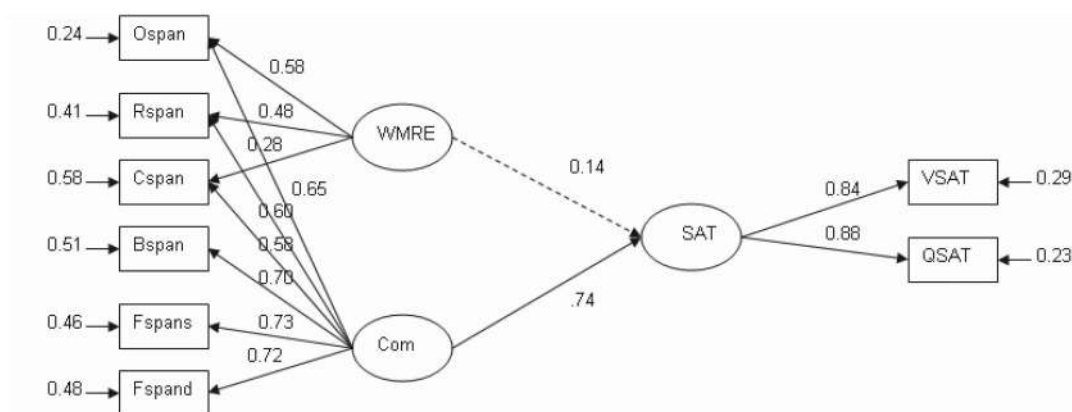 0.24
Ospan
0.58
0.41
Rspan
0.48
WMRE
0.28
0.58
Cspan
0.14
0.65
0.84
VSAT
0.29
0.60
0.51
Bspan
0.58
SAT
0.88
QSAT
0.23
0.70
.74
0.46
Fspans
0.73
Com
0.72
0.48
Fspand